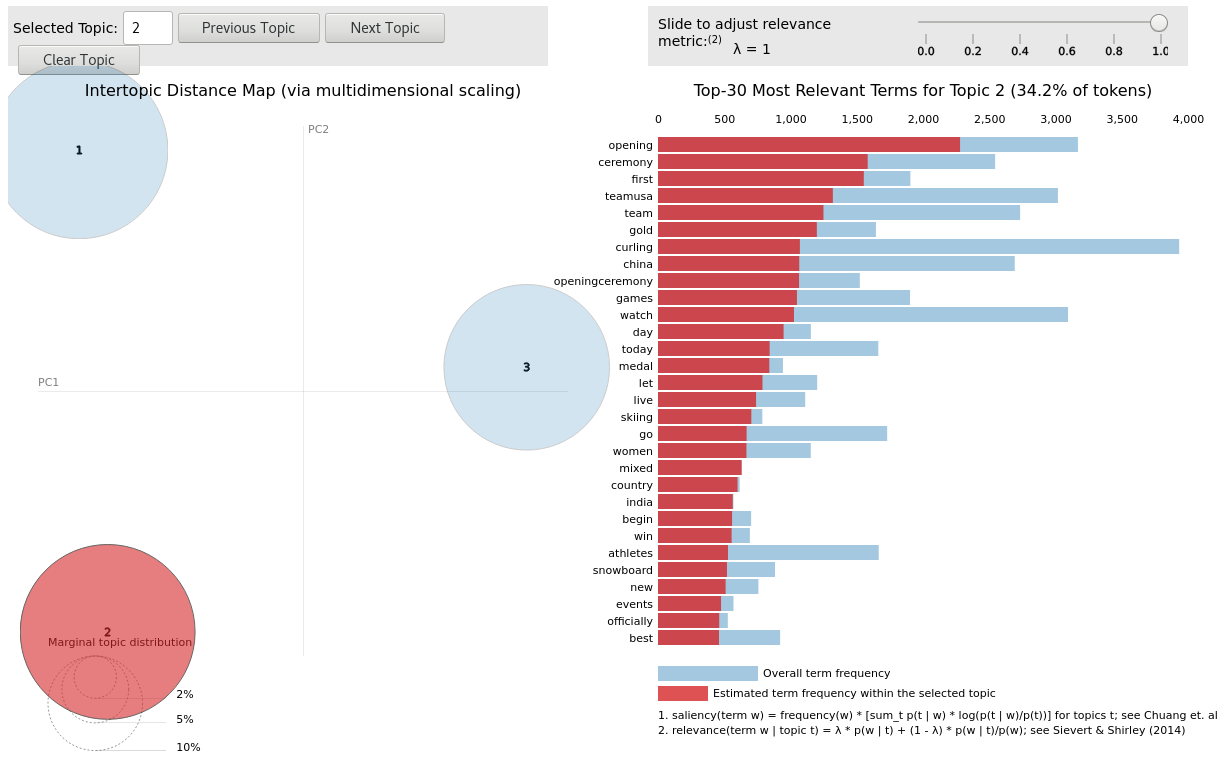 Selected Topic: 2 Previous Topic Next Topic
Clear Topic
Slide to adjust relevance
metric:(2) λ = 1
0.0 0.2 0.4 0.6 0.8 1.0
Intertopic Distance Map (via multidimensional scaling)
PC2
PC1
1
3
2
Marginal topic distribution
2%
5%
10%
Top-30 Most Relevant Terms for Topic 2 (34.2% of tokens)
0 500 1,000 1,500 2,000 2,500 3,000 3,500 4,000
opening
ceremony
first
teamusa
team
gold
curling
china
openingceremony
games
watch
day
today
medal
let
live
skiing
go
women
mixed
country
india
begin
win
athletes
snowboard
new
events
officially
best
Overall term frequency
Estimated term frequency within the selected topic
1. saliency(term w) = frequency(w) * [sum_t p(t | w) * log(p(t | w)/p(t))] for topics t; see Chuang et. al
2. relevance(term w | topic t) = λ * p(w | t) + (1 - λ) * p(w | t)/p(w); see Sievert & Shirley (2014)